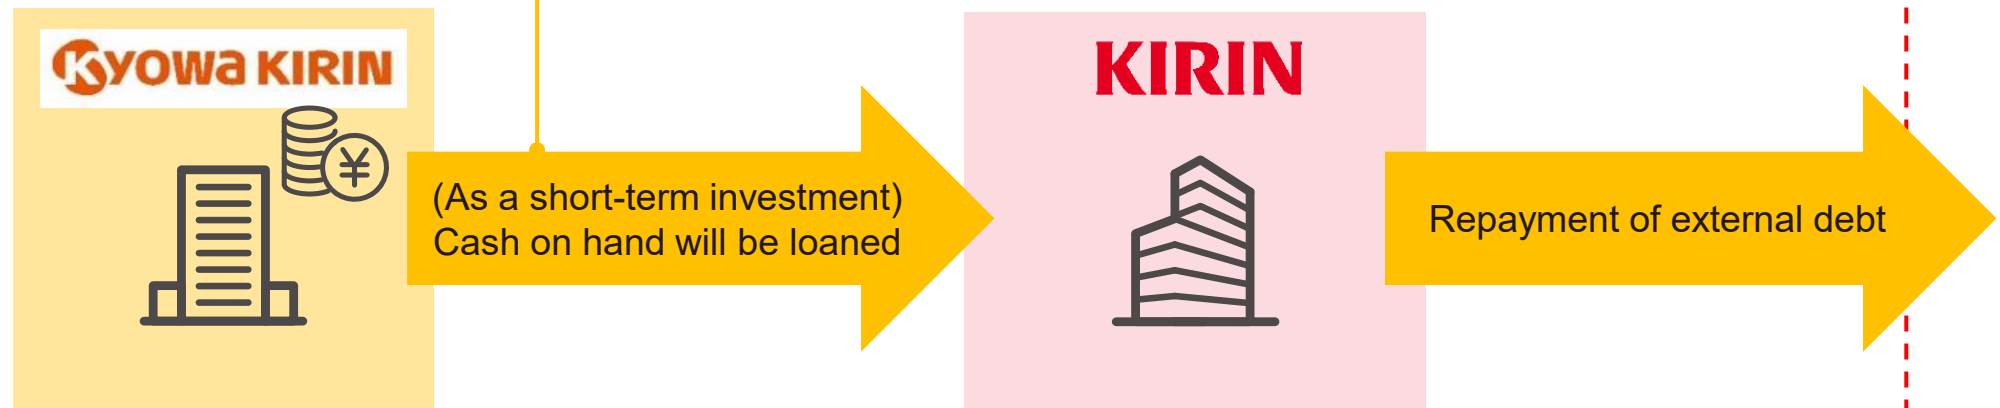 Kyowa KIRIN
KIRIN
¥
(As a short-term investment)
Cash on hand will be loaned
Repayment of external debt